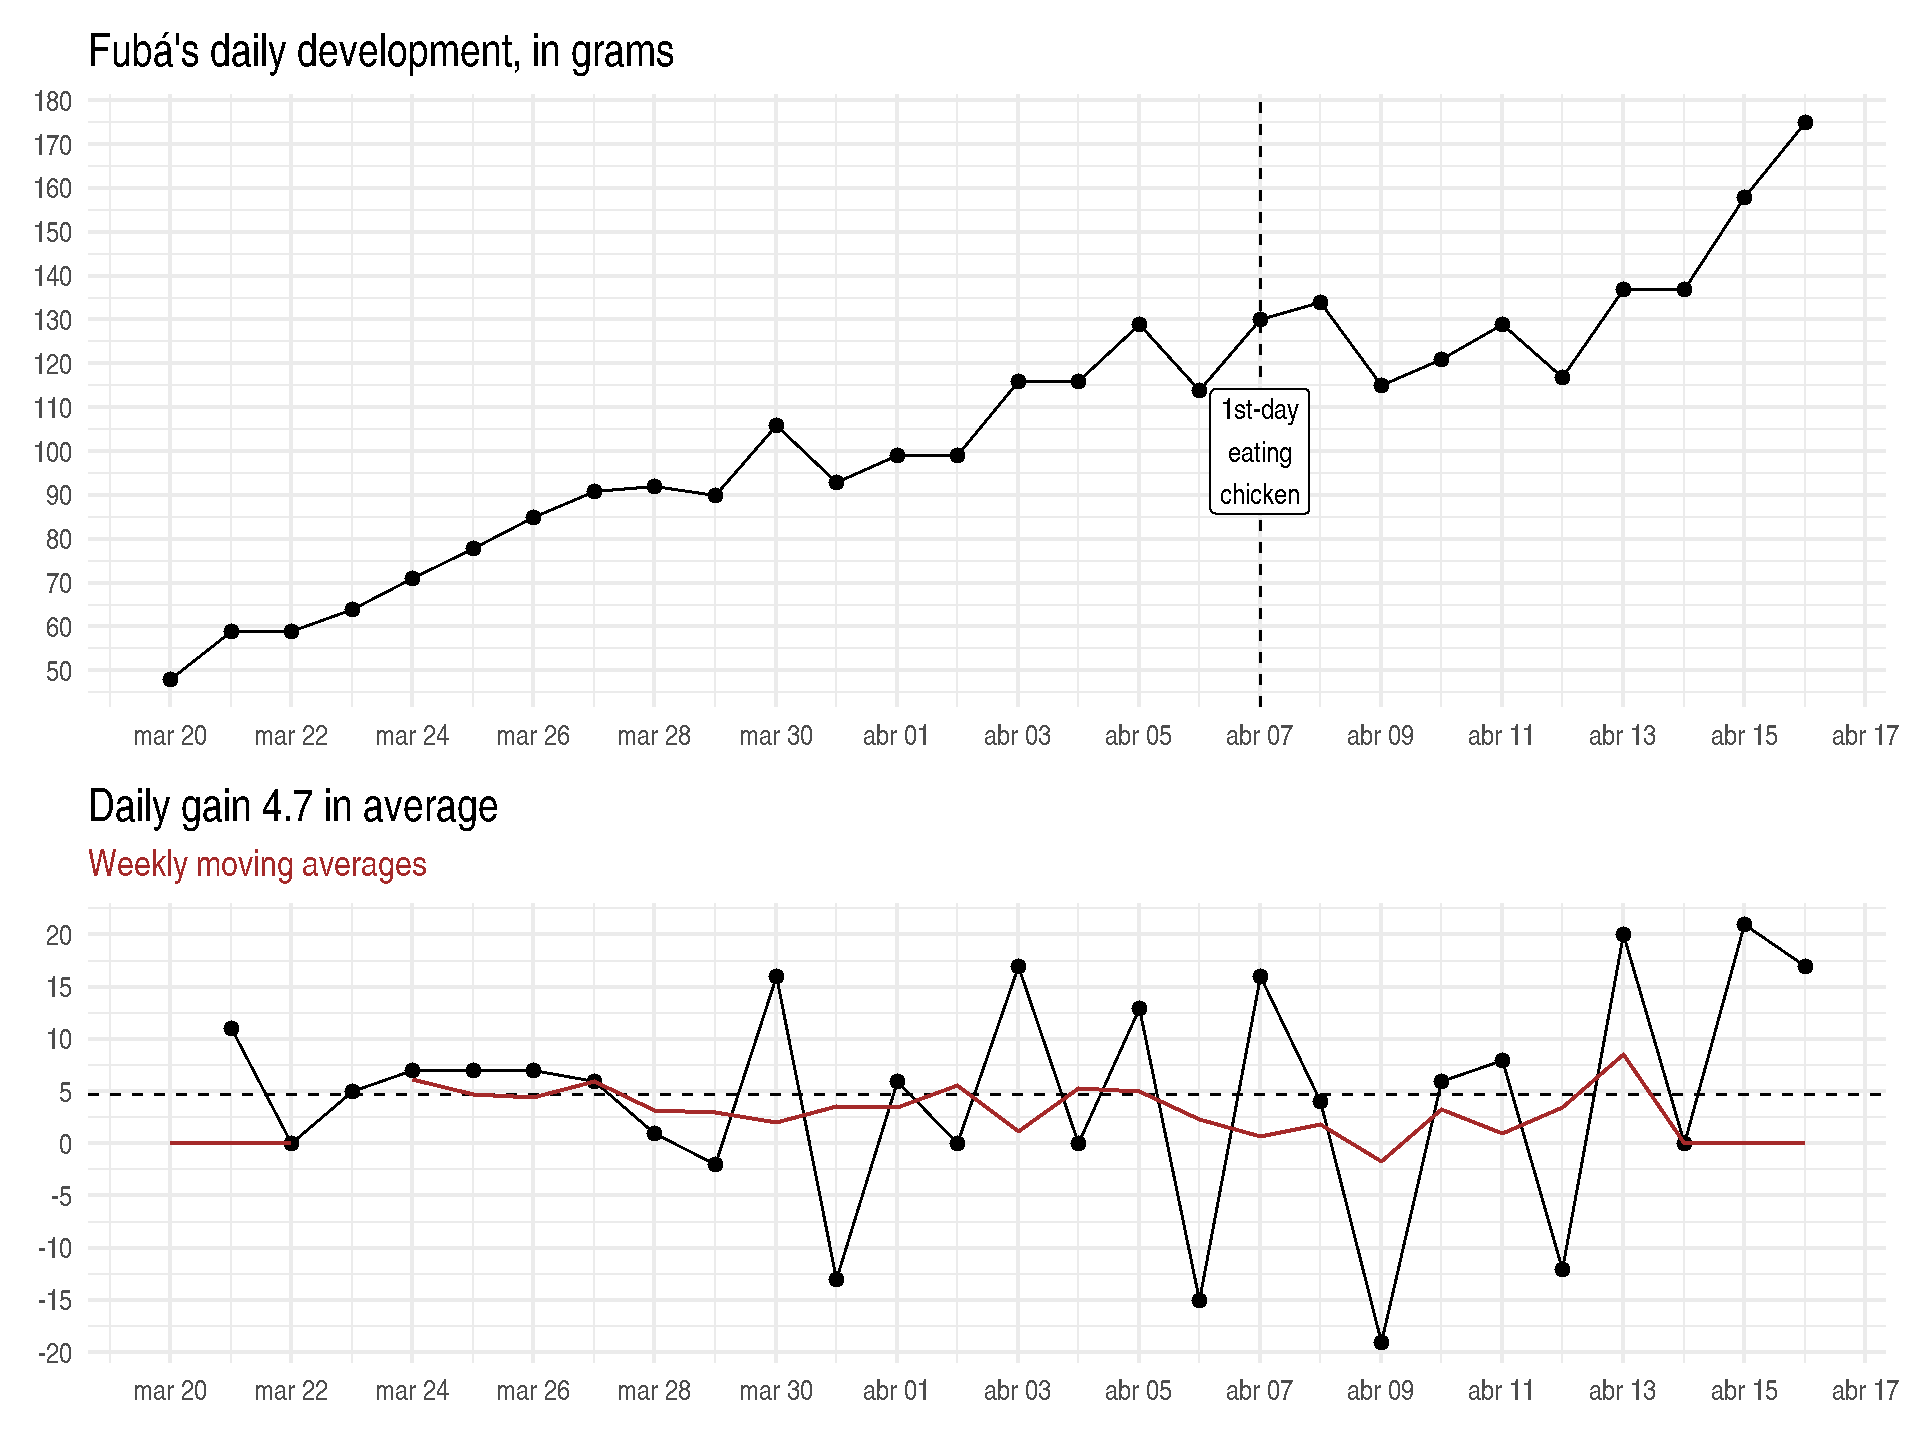 Fubá's daily development, in grams
180
170
160
150
140
130
120
110
100
90
80
70
60
50
1st-day
eating
chicken
mar 20 mar 22 mar 24 mar 26 mar 28 mar 30 abr 01 abr 03 abr 05 abr 07 abr 09 abr 11 abr 13 abr 15 abr 17
Daily gain 4.7 in average
Weekly moving averages
20
15
10
5
0
-5
-10
-15
-20
mar 20 mar 22 mar 24 mar 26 mar 28 mar 30 abr 01 abr 03 abr 05 abr 07 abr 09 abr 11 abr 13 abr 15 abr 17